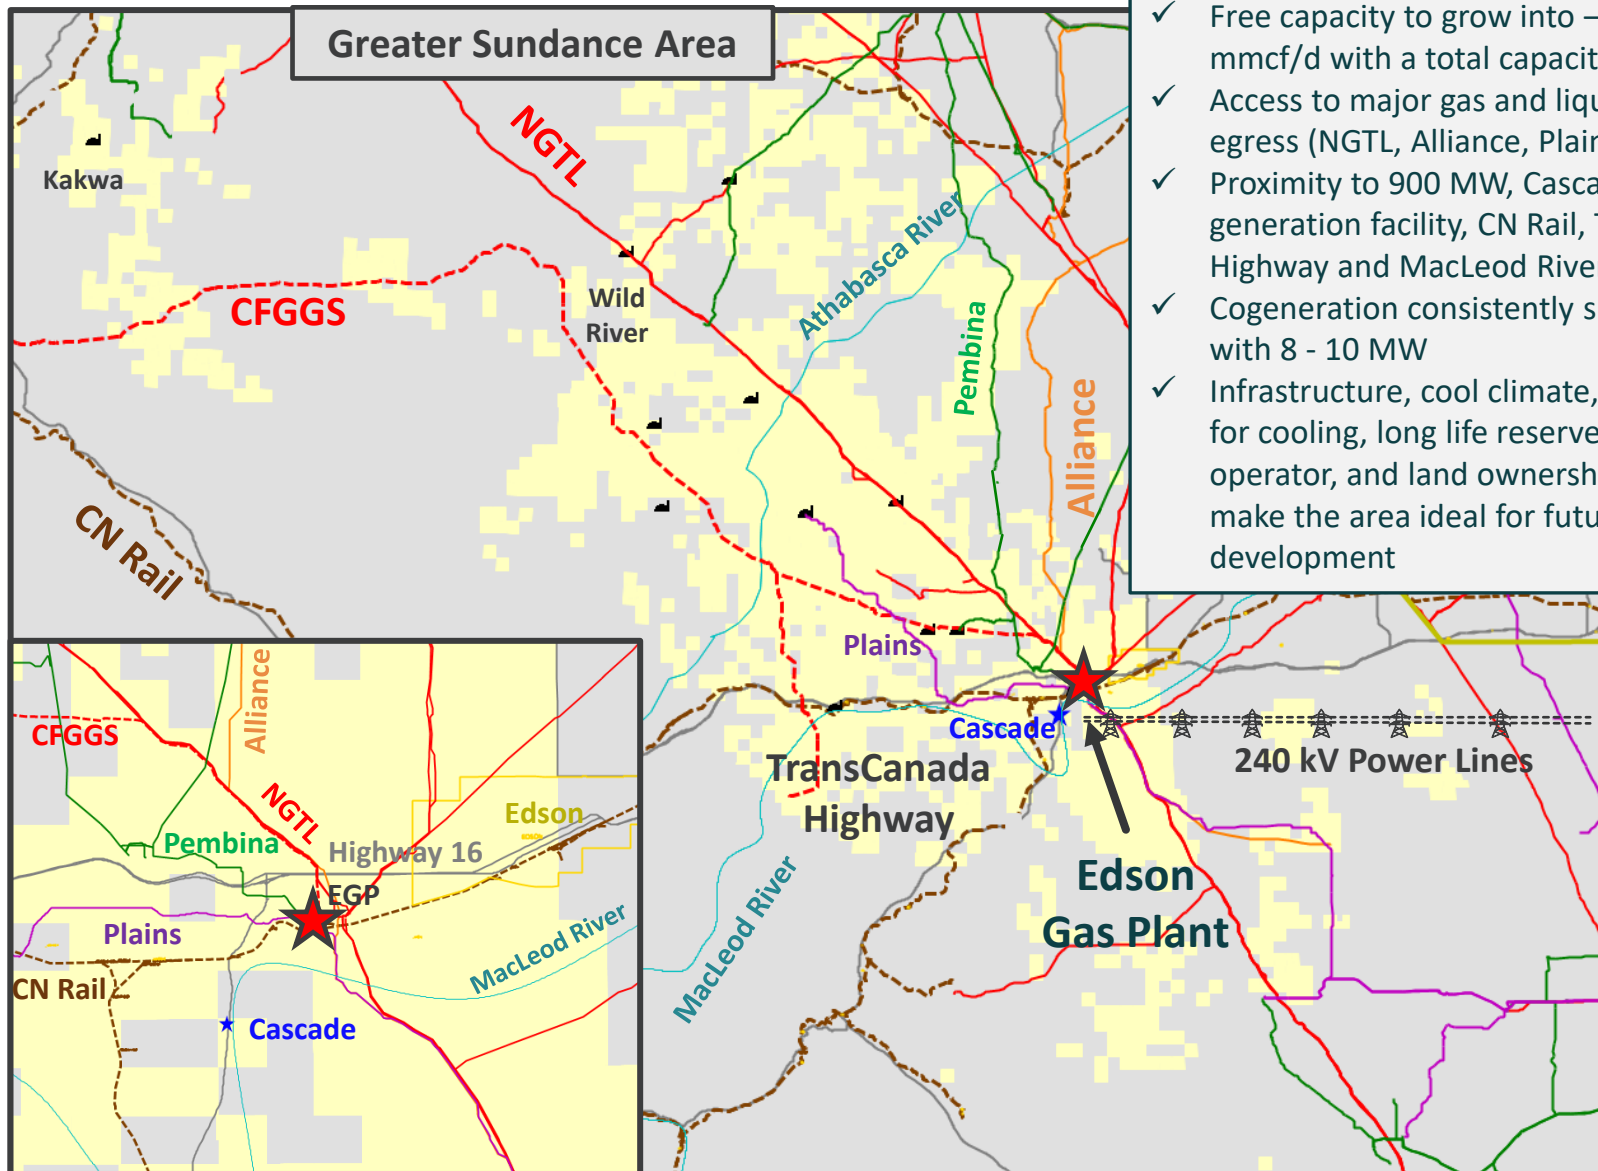 Greater Sundance Area
✓ Free capacity to grow into –
mmcf/d with a total capacit
✓ Access to major gas and liqu
egress (NGTL, Alliance, Plain
✓ Proximity to 900 MW, Casca
generation facility, CN Rail, T
Highway and MacLeod Rive
✓ Cogeneration consistently s
with 8 - 10 MW
✓ Infrastructure, cool climate,
for cooling, long life reserve
operator, and land ownersh
make the area ideal for futu
development
NGTL
Kakwa
Athabasca River
CFGGS
Wild
River
Pembina
Alliance
CN Rail
Plains
Cascade
TransCanada
Highway
240 kV Power Lines
MacLeod River
Edson
Gas Plant
Alliance
CFGGS
NGTL
Edson
Pembina
Highway 16
EGP
Plains
MacLeod River
CN Rail
Cascade